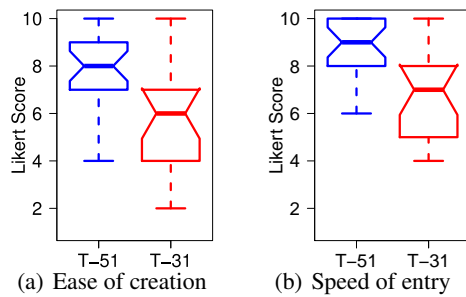 Likert Score
10
8
6
4
2
T-51 T-31
(a) Ease of creation
Likert Score
10
8
6
4
2
T-51 T-31
(b) Speed of entry